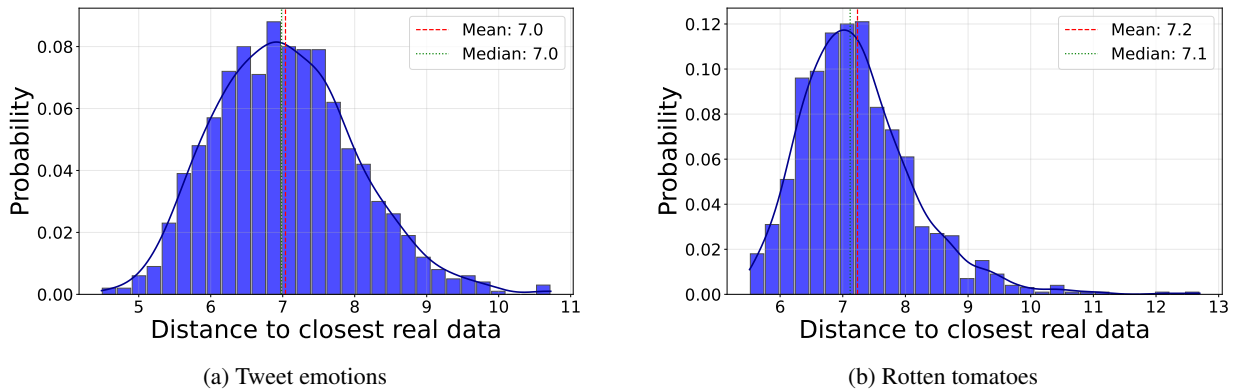 Mean: 7.0
Median: 7.0
0.08
0.06
0.04
0.02
0.00
Probability
5 6 7 8 9 10 11
Distance to closest real data
(a) Tweet emotions
Mean: 7.2
Median: 7.1
0.12
0.10
0.08
0.06
0.04
0.02
0.00
Probability
6 7 8 9 10 11 12 13
Distance to closest real data
(b) Rotten tomatoes